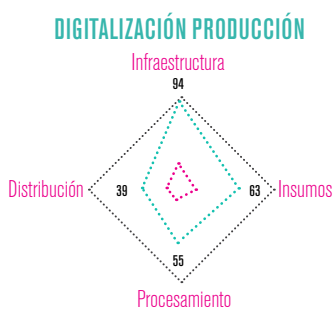 DIGITALIZACIÓN PRODUCCIÓN
Infraestructura
94
Distribución
39
63
Insumos
55
Procesamiento